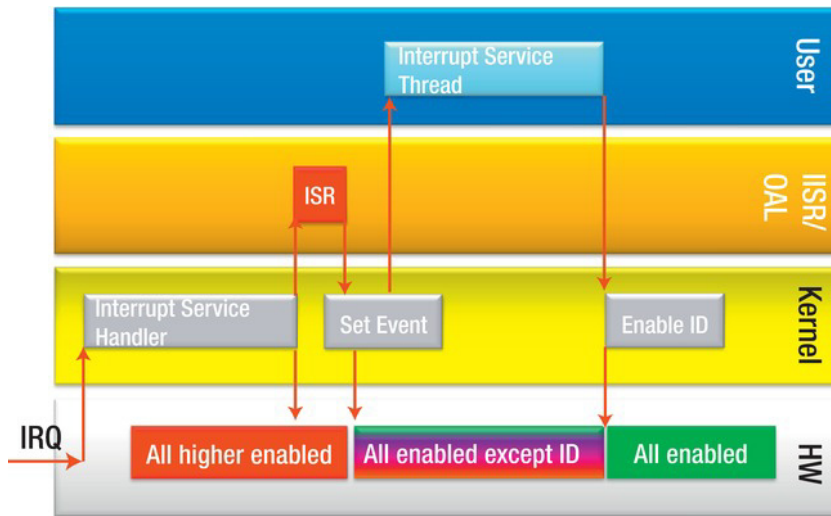 Interrupt Service
Thread
User
ISR
IISR/
OAL
Interrupt Service
Handler
Set Event
Enable ID
Kernel
IRQ
All higher enabled
All enabled except ID
All enabled
HW